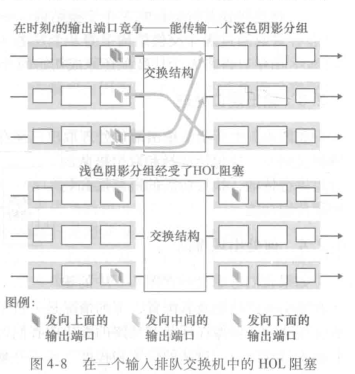 在时刻t的输出端口竞争——能传输一个深色阴影分组
交换结构
浅色阴影分组经受了HOL阻塞
交换结构
图例:
发向上面的输出端口
发向中间的输出端口
发向下面的输出端口
图4-8 在一个输入排队交换机中的 HOL 阻塞